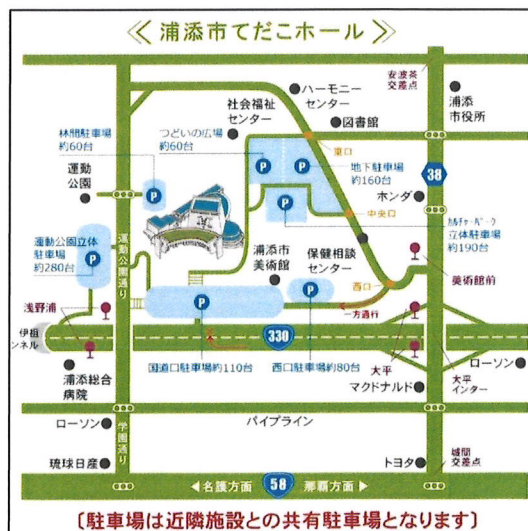 ≪ 浦添市てだこホール ≫
安波茶
交差点
ハーモニー
センター
社会福祉
センター
図書館
浦添
市役所
林間駐車場
約60台
つどいの広場
約60台
東口
地下駐車場
約160台
38
運動
公園
P
P
P
ホンダ
中央口
カルチャーパーク
立体駐車場
約190台
P
運動公園立体
駐車場
約280台
P
運動公園通り
浦添市
美術館
保健相談
センター
美術館前
西口
浅野浦
P
P
一方通行
伊祖
トンネル
330
太平
ローソン
浦添総合
病院
国道口駐車場約110台
西口駐車場約80台
マクドナルド
太平
インター
ローソン
学園通り
パイプライン
琉球日産
トヨタ
城間
交差点
◀名護方面
58
那覇方面▶
〔駐車場は近隣施設との共有駐車場となります〕